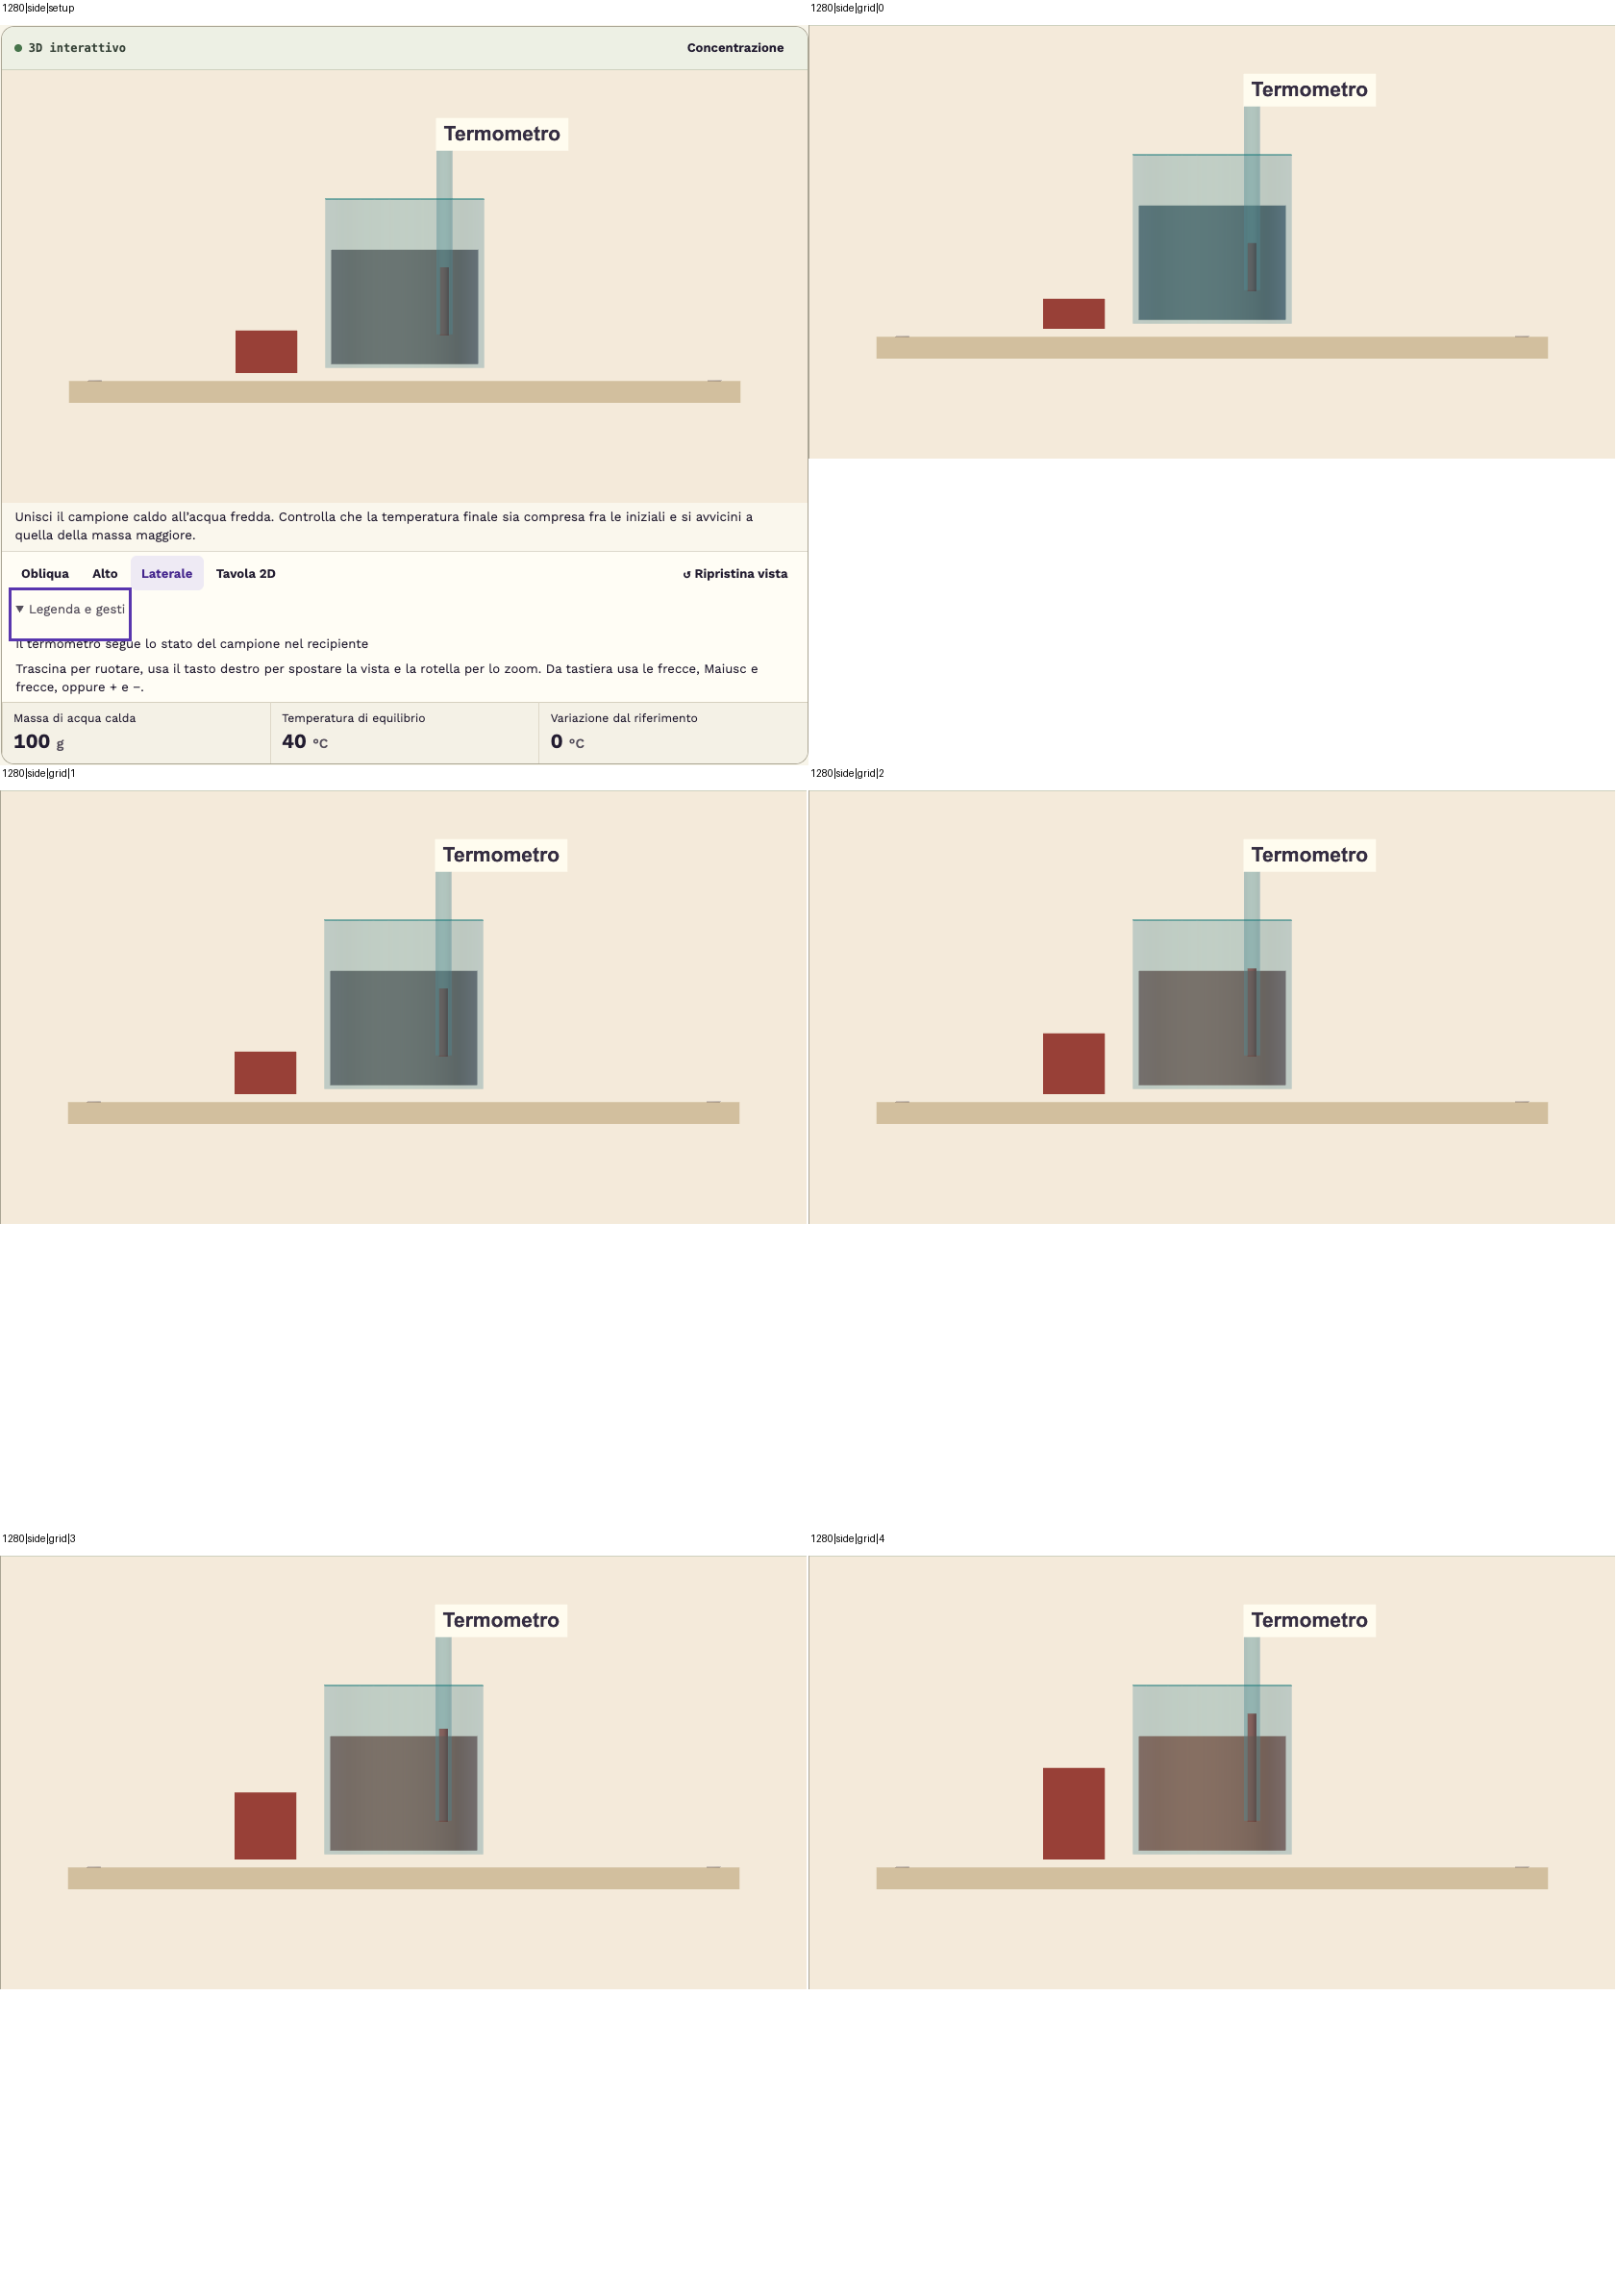 1280|side|setup
3D interattivo
Concentrazione
Termometro
Unisci il campione caldo all’acqua fredda. Controlla che la temperatura finale sia compresa fra le iniziali e si avvicini a
quella della massa maggiore.
Obliqua Alto Laterale Tavola 2D ↺ Ripristina vista
▼ Legenda e gesti
Il termometro segue lo stato del campione nel recipiente
Trascina per ruotare, usa il tasto destro per spostare la vista e la rotella per lo zoom. Da tastiera usa le frecce, Maiusc e
frecce, oppure + e −.
Massa di acqua calda
100 g
Temperatura di equilibrio
40 °C
Variazione dal riferimento
0 °C
1280|side|grid|0
Termometro
1280|side|grid|1
Termometro
1280|side|grid|2
Termometro
1280|side|grid|3
Termometro
1280|side|grid|4
Termometro